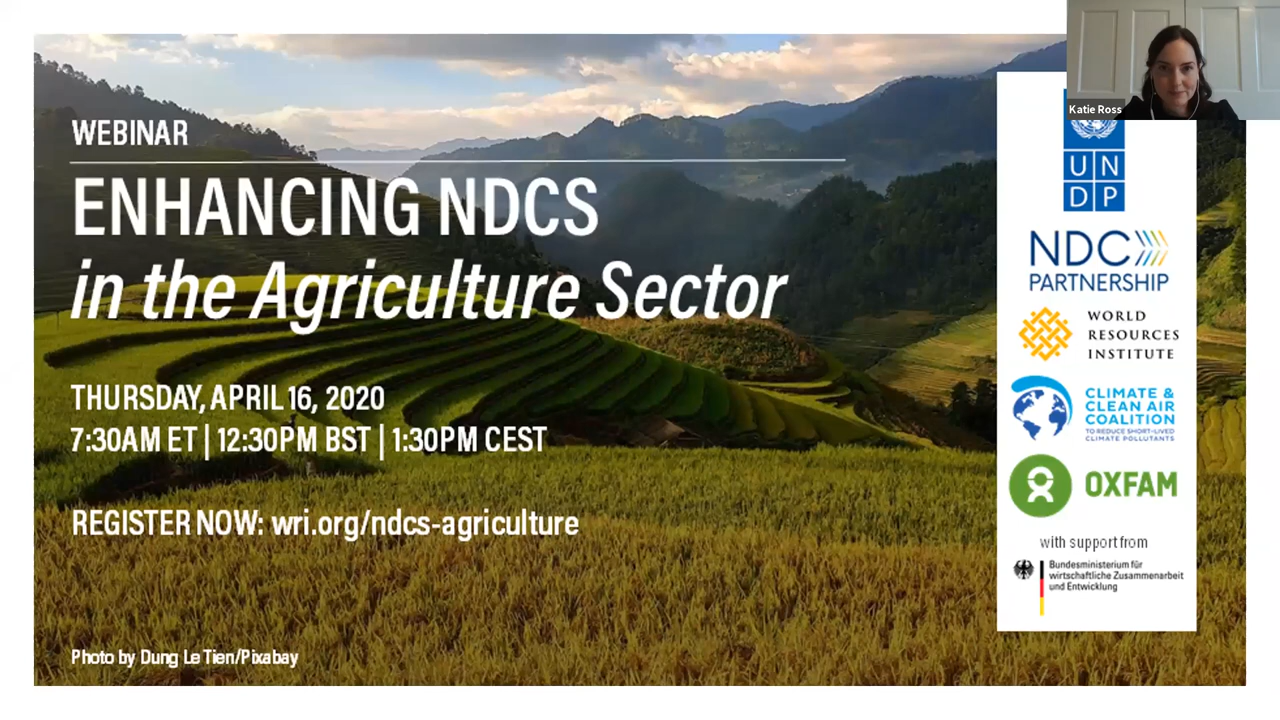 Katie Ross
WEBINAR
ENHANCING NDCS
in the Agriculture Sector
THURSDAY, APRIL 16, 2020
7:30AM ET | 12:30PM BST | 1:30PM CEST
REGISTER NOW: wri.org/ndcs-agriculture
Photo by Dung Le Tien/Pixabay
UN
DP
NDC
PARTNERSHIP
WORLD
RESOURCES
INSTITUTE
CLIMATE &
CLEAN AIR
COALITION
TO REDUCE SHORT-LIVED
CLIMATE POLLUTANTS
OXFAM
with support from
Bundesministerium für
wirtschaftliche Zusammenarbeit
und Entwicklung